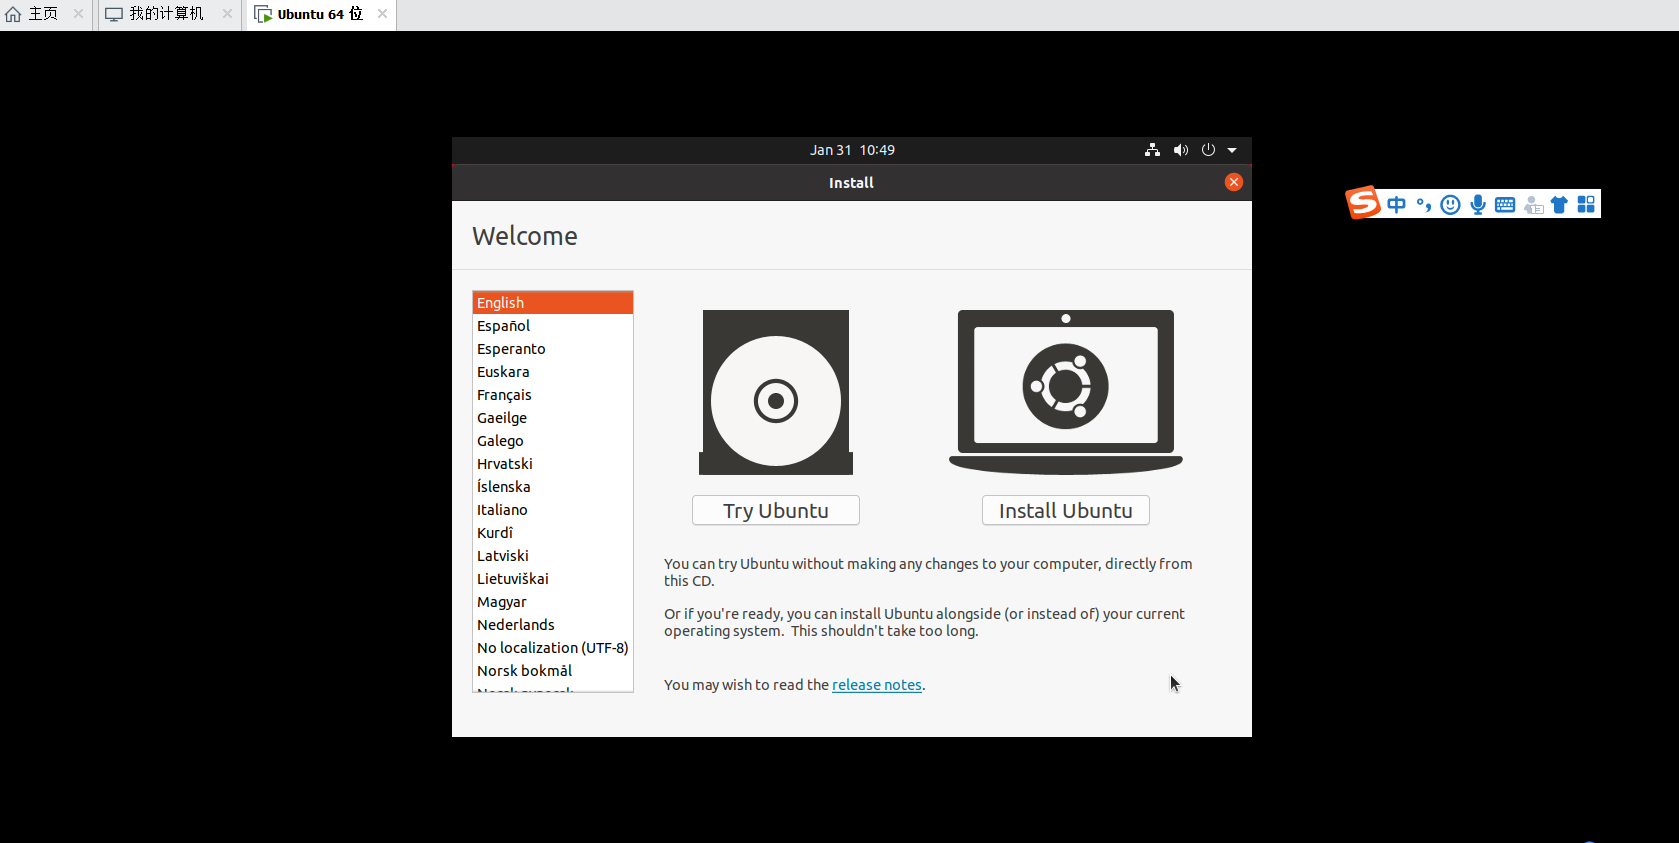 主页
我的计算机
Ubuntu 64 位
Jan 31 10:49
Install
中
Welcome
English
Español
Esperanto
Euskara
Français
Gaeilge
Galego
Hrvatski
Íslenska
Italiano
Kurdî
Latviski
Lietuviškai
Magyar
Nederlands
No localization (UTF-8)
Norsk bokmål
Try Ubuntu
Install Ubuntu
You can try Ubuntu without making any changes to your computer, directly from
this CD.
Or if you're ready, you can install Ubuntu alongside (or instead of) your current
operating system. This shouldn't take too long.
You may wish to read the release notes.